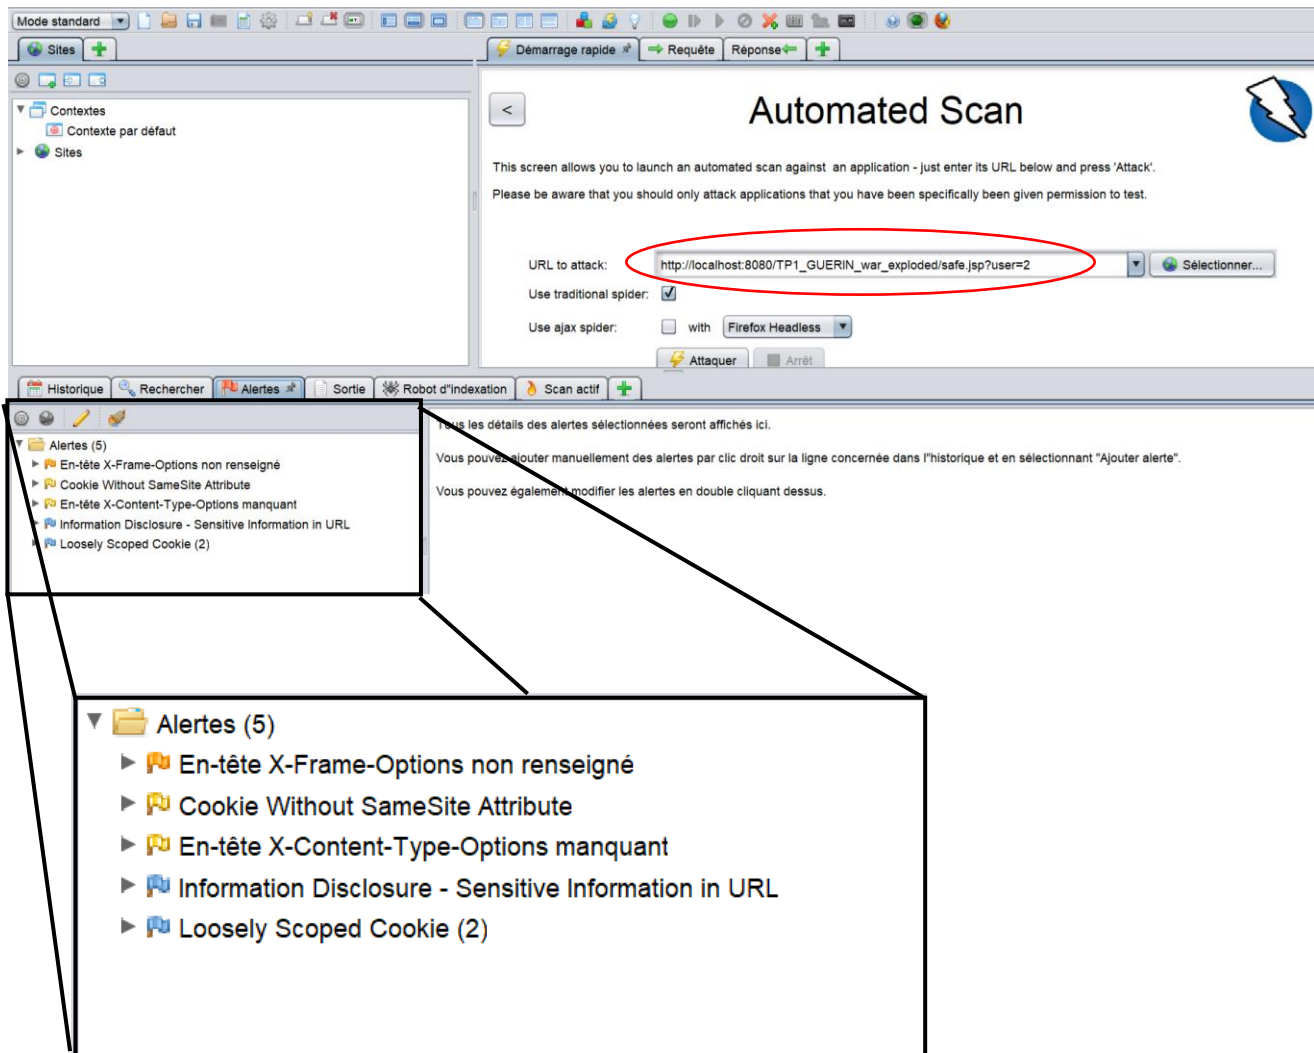 Mode standard
Sites
Démarrage rapide
Requête
Réponse
Contextes
Contexte par défaut
Sites
<
Automated Scan
This screen allows you to launch an automated scan against an application - just enter its URL below and press 'Attack'.
Please be aware that you should only attack applications that you have been specifically been given permission to test.
URL to attack:
http://localhost:8080/TP1_GUERIN_war_exploded/safe.jsp?user=2
Sélectionner...
Use traditional spider:
Use ajax spider:
with
Firefox Headless
Attaquer
Arrêt
Historique
Rechercher
Alertes
Sortie
Robot d"indexation
Scan actif
Alertes (5)
En-tête X-Frame-Options non renseigné
Cookie Without SameSite Attribute
En-tête X-Content-Type-Options manquant
Information Disclosure - Sensitive Information in URL
Loosely Scoped Cookie (2)
Tous les détails des alertes sélectionnées seront affichés ici.
Vous pouvez ajouter manuellement des alertes par clic droit sur la ligne concernée dans l"historique et en sélectionnant "Ajouter alerte".
Vous pouvez également modifier les alertes en double cliquant dessus.
Alertes (5)
En-tête X-Frame-Options non renseigné
Cookie Without SameSite Attribute
En-tête X-Content-Type-Options manquant
Information Disclosure - Sensitive Information in URL
Loosely Scoped Cookie (2)